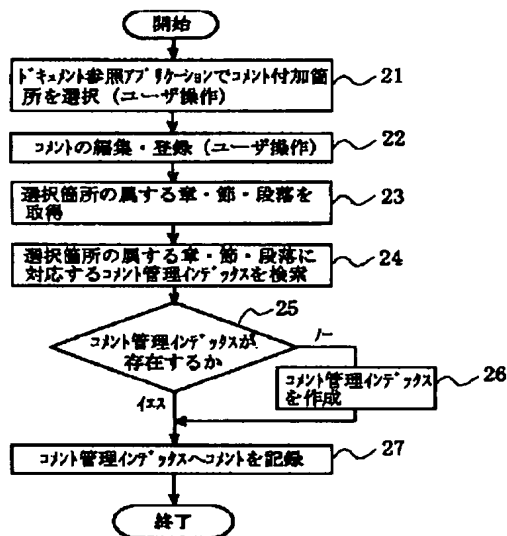 開始
ﾄﾞｷｭﾒﾝﾄ参照ｱﾌﾟﾘｹｰｼｮﾝでｺﾒﾝﾄ付加箇
所を選択（ユーザ操作）
21
ｺﾒﾝﾄの編集・登録（ユーザ操作）
22
選択箇所の属する章・節・段落を
取得
23
選択箇所の属する章・節・段落に
対応するｺﾒﾝﾄ管理ｲﾝﾃﾞｯｸｽを検索
24
25
ｺﾒﾝﾄ管理ｲﾝﾃﾞｯｸｽが
存在するか
ﾉｰ
ｲｴｽ
ｺﾒﾝﾄ管理ｲﾝﾃﾞｯｸｽ
を作成
26
ｺﾒﾝﾄ管理ｲﾝﾃﾞｯｸｽへｺﾒﾝﾄを記録
27
終了